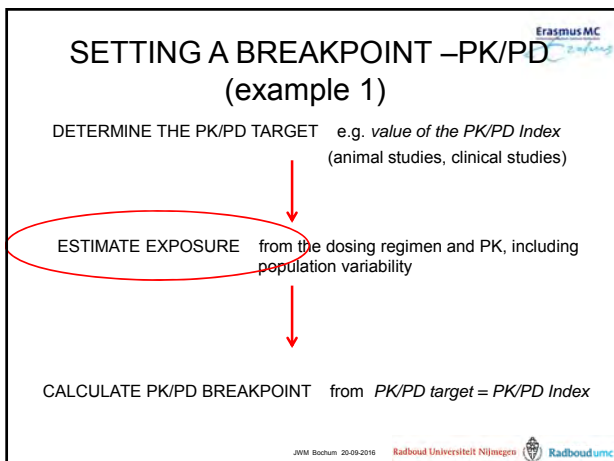 Erasmus MC
Erasmus
SETTING A BREAKPOINT –PK/PD
(example 1)
DETERMINE THE PK/PD TARGET e.g. value of the PK/PD Index
(animal studies, clinical studies)
ESTIMATE EXPOSURE from the dosing regimen and PK, including
population variability
CALCULATE PK/PD BREAKPOINT from PK/PD target = PK/PD Index
JWM Bochum 20-09-2016 Radboud Universiteit Nijmegen Radboudumc